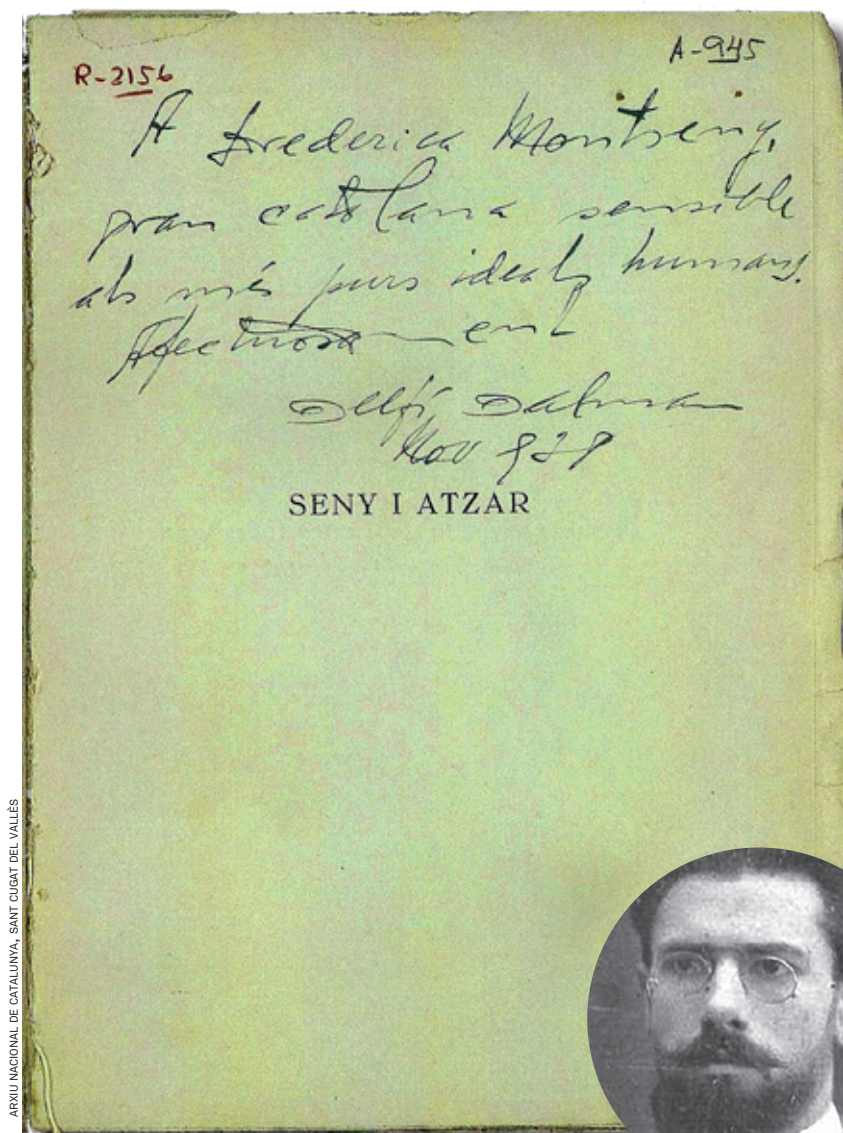 R-2156
A-945
A Frederica Montseny,
gran catalana sensible
als més purs ideals humans.
Afectuosament
Delfí Dalmau
Nov 938
SENY I ATZAR
ARXIU NACIONAL DE CATALUNYA, SANT CUGAT DEL VALLÈS